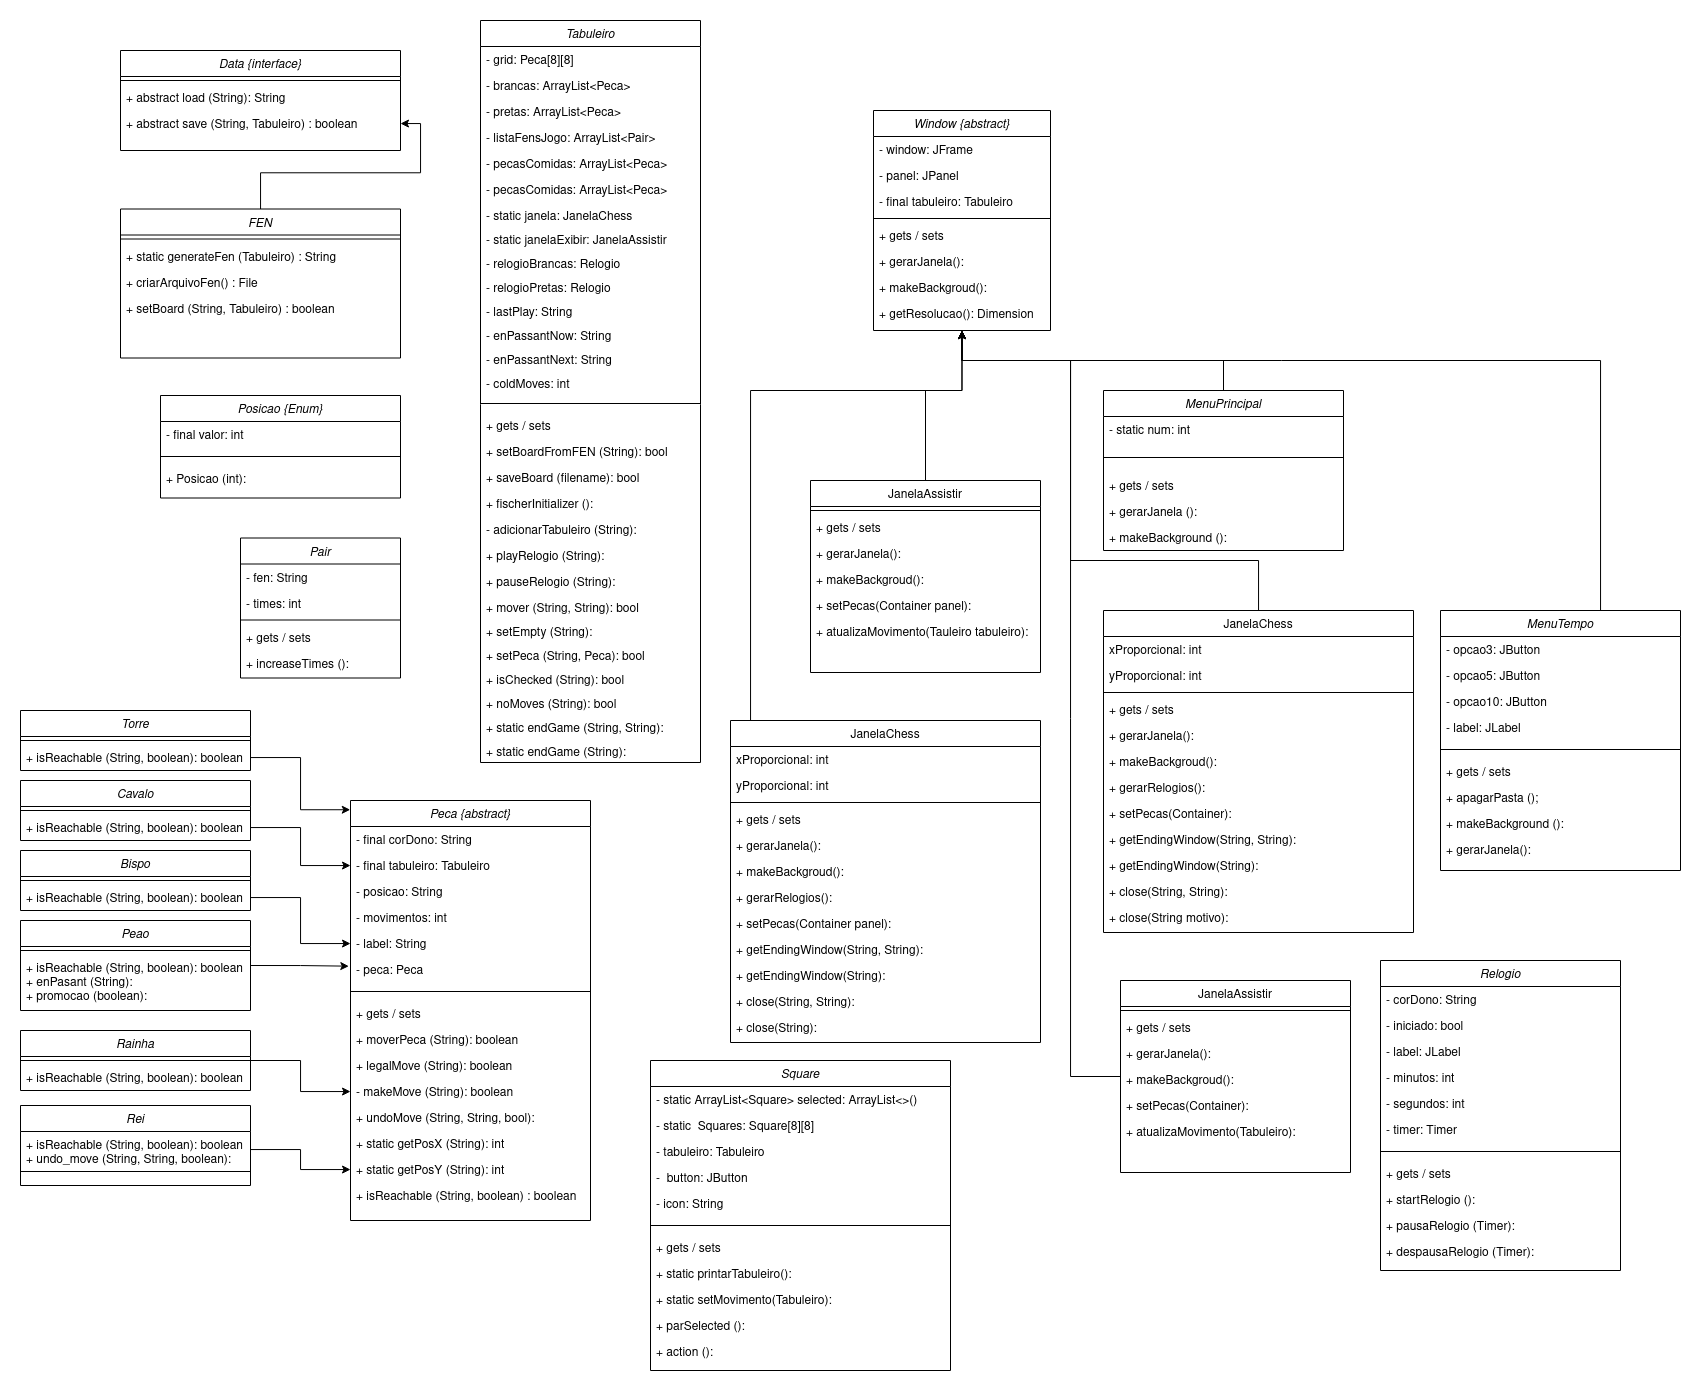 Data {interface}
+ abstract load (String): String
+ abstract save (String, Tabuleiro) : boolean
FEN
+ static generateFen (Tabuleiro) : String
+ criarArquivoFen() : File
+ setBoard (String, Tabuleiro) : boolean
Posicao {Enum}
- final valor: int
+ Posicao (int):
Pair
- fen: String
- times: int
+ gets / sets
+ increaseTimes ():
Tabuleiro
- grid: Peca[8][8]
- brancas: ArrayList<Peca>
- pretas: ArrayList<Peca>
- listaFensJogo: ArrayList<Pair>
- pecasComidas: ArrayList<Peca>
- pecasComidas: ArrayList<Peca>
- static janela: JanelaChess
- static janelaExibir: JanelaAssistir
- relogioBrancas: Relogio
- relogioPretas: Relogio
- lastPlay: String
- enPassantNow: String
- enPassantNext: String
- coldMoves: int
+ gets / sets
+ setBoardFromFEN (String): bool
+ saveBoard (filename): bool
+ fischerInitializer ():
- adicionarTabuleiro (String):
+ playRelogio (String):
+ pauseRelogio (String):
+ mover (String, String): bool
+ setEmpty (String):
+ setPeca (String, Peca): bool
+ isChecked (String): bool
+ noMoves (String): bool
+ static endGame (String, String):
+ static endGame (String):
Window {abstract}
- window: JFrame
- panel: JPanel
- final tabuleiro: Tabuleiro
+ gets / sets
+ gerarJanela():
+ makeBackgroud():
+ getResolucao(): Dimension
MenuPrincipal
- static num: int
+ gets / sets
+ gerarJanela ():
+ makeBackground ():
JanelaAssistir
+ gets / sets
+ gerarJanela():
+ makeBackgroud():
+ setPecas(Container panel):
+ atualizaMovimento(Tauleiro tabuleiro):
JanelaChess
xProporcional: int
yProporcional: int
+ gets / sets
+ gerarJanela():
+ makeBackgroud():
+ gerarRelogios():
+ setPecas(Container):
+ getEndingWindow(String, String):
+ getEndingWindow(String):
+ close(String, String):
+ close(String motivo):
MenuTempo
- opcao3: JButton
- opcao5: JButton
- opcao10: JButton
- label: JLabel
+ gets / sets
+ apagarPasta ();
+ makeBackground ():
+ gerarJanela():
JanelaChess
xProporcional: int
yProporcional: int
+ gets / sets
+ gerarJanela():
+ makeBackgroud():
+ gerarRelogios():
+ setPecas(Container panel):
+ getEndingWindow(String, String):
+ getEndingWindow(String):
+ close(String, String):
+ close(String):
Torre
+ isReachable (String, boolean): boolean
Cavalo
+ isReachable (String, boolean): boolean
Bispo
+ isReachable (String, boolean): boolean
Peao
+ isReachable (String, boolean): boolean
+ enPasant (String):
+ promocao (boolean):
Rainha
+ isReachable (String, boolean): boolean
Rei
+ isReachable (String, boolean): boolean
+ undo_move (String, String, boolean):
Peca {abstract}
- final corDono: String
- final tabuleiro: Tabuleiro
- posicao: String
- movimentos: int
- label: String
- peca: Peca
+ gets / sets
+ moverPeca (String): boolean
+ legalMove (String): boolean
- makeMove (String): boolean
+ undoMove (String, String, bool):
+ static getPosX (String): int
+ static getPosY (String): int
+ isReachable (String, boolean) : boolean
Square
- static ArrayList<Square> selected: ArrayList<>()
- static  Squares: Square[8][8]
- tabuleiro: Tabuleiro
-  button: JButton
- icon: String
+ gets / sets
+ static printarTabuleiro():
+ static setMovimento(Tabuleiro):
+ parSelected ():
+ action ():
JanelaAssistir
+ gets / sets
+ gerarJanela():
+ makeBackgroud():
+ setPecas(Container):
+ atualizaMovimento(Tabuleiro):
Relogio
- corDono: String
- iniciado: bool
- label: JLabel
- minutos: int
- segundos: int
- timer: Timer
+ gets / sets
+ startRelogio ():
+ pausaRelogio (Timer):
+ despausaRelogio (Timer):